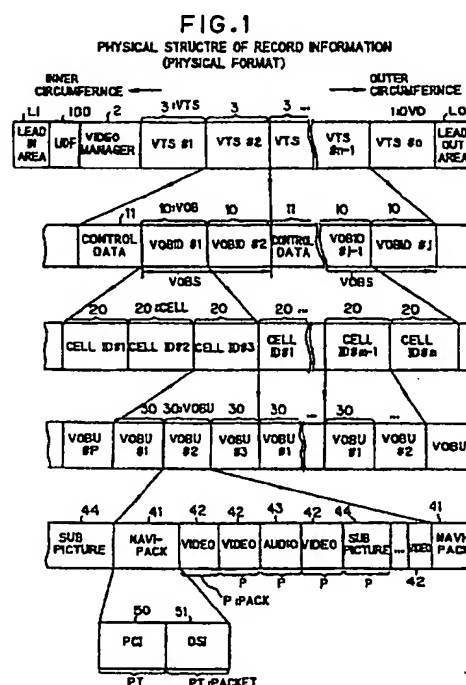 FIG.1
PHYSICAL STRUCTRE OF RECORD INFORMATION
(PHYSICAL FORMAT)
INNER CIRCUMFERNCE
OUTER CIRCUMFERNCE
L1 100 2 3:VTS 3 3 ... 1:DVD LO
LEAD IN AREA UDF VIDEO MANAGER VTS #1 VTS #2 VTS VTS #n-1 VTS #n LEAD OUT AREA
11 10:VOB 10 11 10 10
CONTROL DATA VOBID #1 VOBID #2 CONTROL DATA VOBID #j-1 VOBID #j
VOBS VOBS
20 20:CELL 20 20 ... 20 20
CELL ID#1 CELL ID#2 CELL ID#3 CELL ID#1 CELL ID#m-1 CELL ID#m
30 30:VOBU 30 30 ... 30 ...
VOBU #P VOBU #1 VOBU #2 VOBU #3 VOBU #1 VOBU #1 VOBU #2 VOBU
44 41 42 42 43 42 44 41
SUB PICTURE NAVI-PACK VIDEO VIDEO AUDIO VIDEO SUB PICTURE ... VIDEO NAVI-PACK
P:PACK P P P P 42
50 51
PCI DSI
PT PT:PACKET